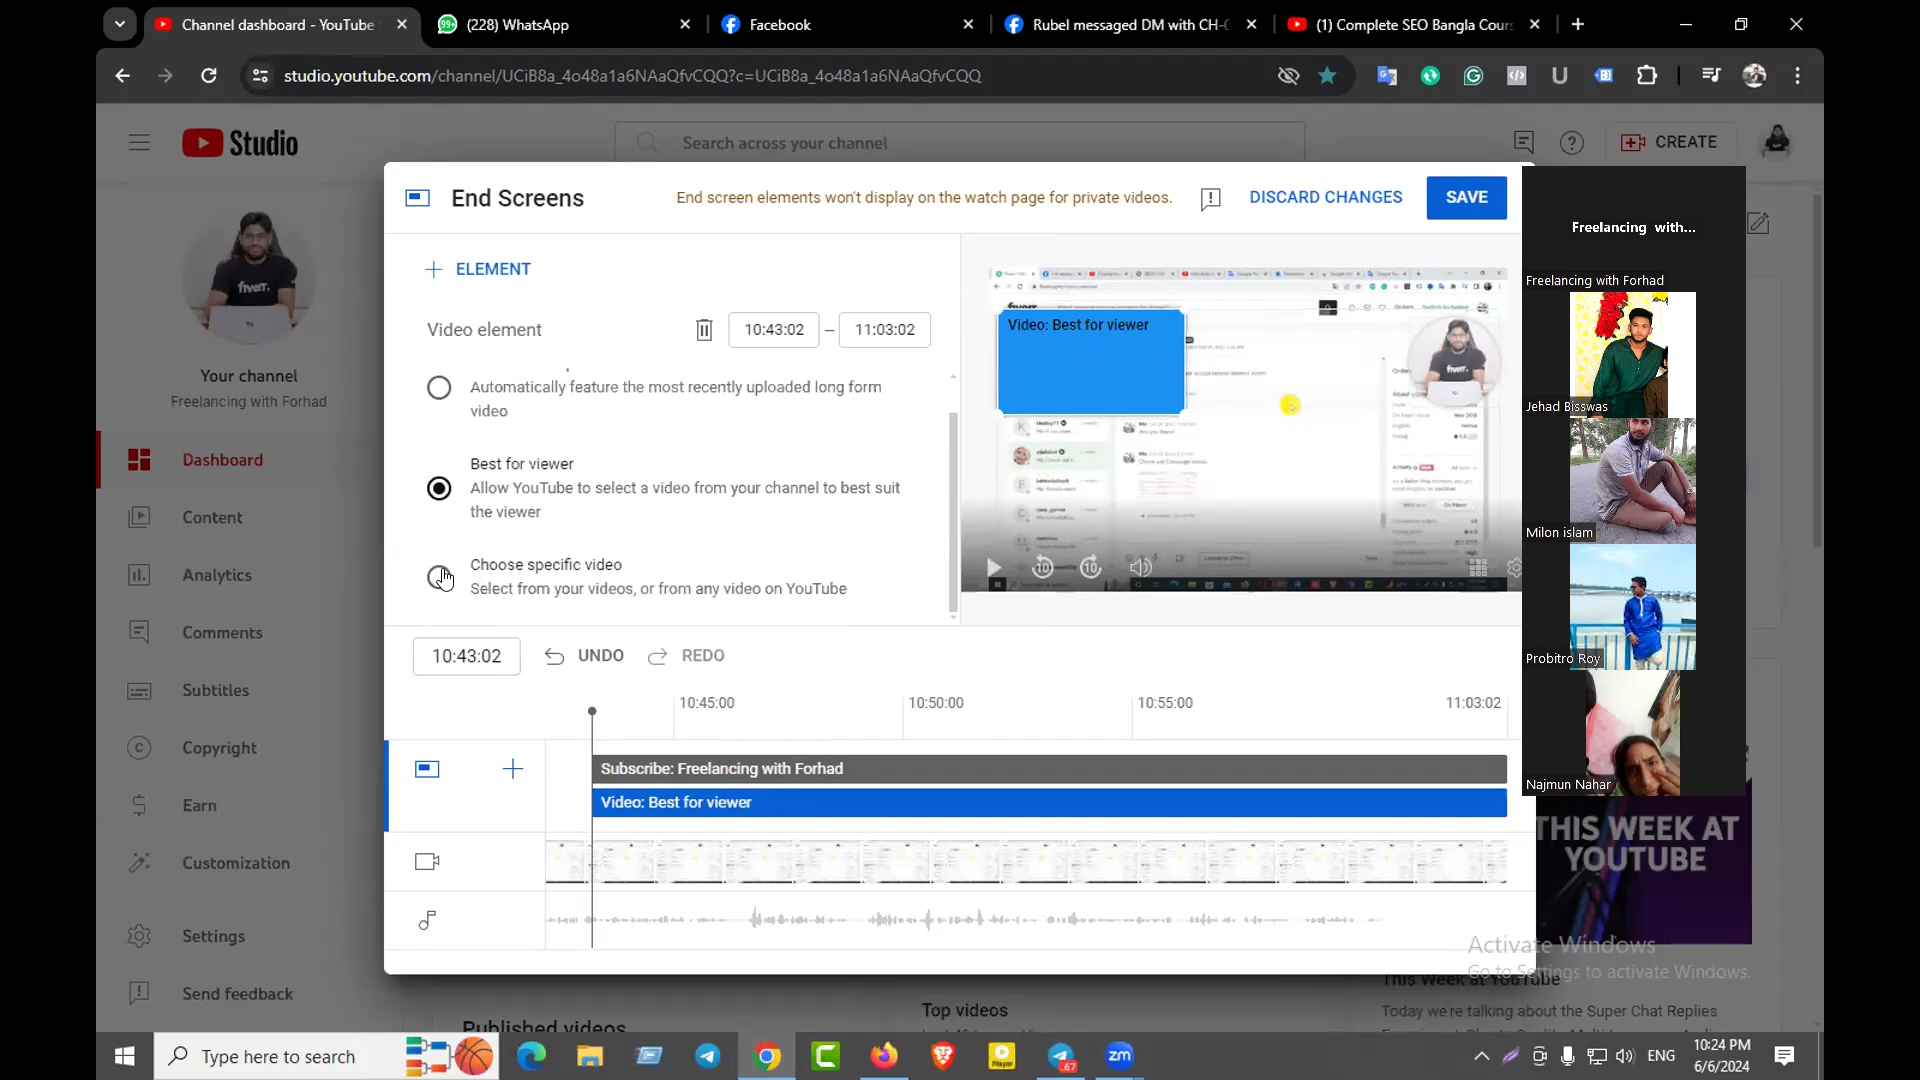 Channel dashboard - YouTube
(228) WhatsApp
Facebook
Rubel messaged DM with CH-
(1) Complete SEO Bangla Cour
studio.youtube.com/channel/UCiB8a_4o48a1a6NAaQfvCQQ?c=UCiB8a_4o48a1a6NAaQfvCQQ
Studio
Search across your channel
CREATE
End Screens
End screen elements won't display on the watch page for private videos.
DISCARD CHANGES
SAVE
Freelancing with...
ELEMENT
Freelancing with Forhad
Video element
10:43:02
–
11:03:02
Video: Best for viewer
fiverr.
Your channel
Freelancing with Forhad
Automatically feature the most recently uploaded long form
video
Jehad Bisswas
Best for viewer
Allow YouTube to select a video from your channel to best suit
the viewer
Milon islam
Choose specific video
Select from your videos, or from any video on YouTube
Probitro Roy
Dashboard
Content
Analytics
Comments
Subtitles
Copyright
Earn
Customization
Settings
Send feedback
10:43:02
UNDO
REDO
10:45:00
10:50:00
10:55:00
11:03:02
Subscribe: Freelancing with Forhad
Video: Best for viewer
Najmun Nahar
THIS WEEK AT
YOUTUBE
Activate Windows
Go to Settings to activate Windows.
This Week at YouTube
Today we're talking about the Super Chat Replies
Top videos
Published videos
Type here to search
ENG
10:24 PM
6/6/2024